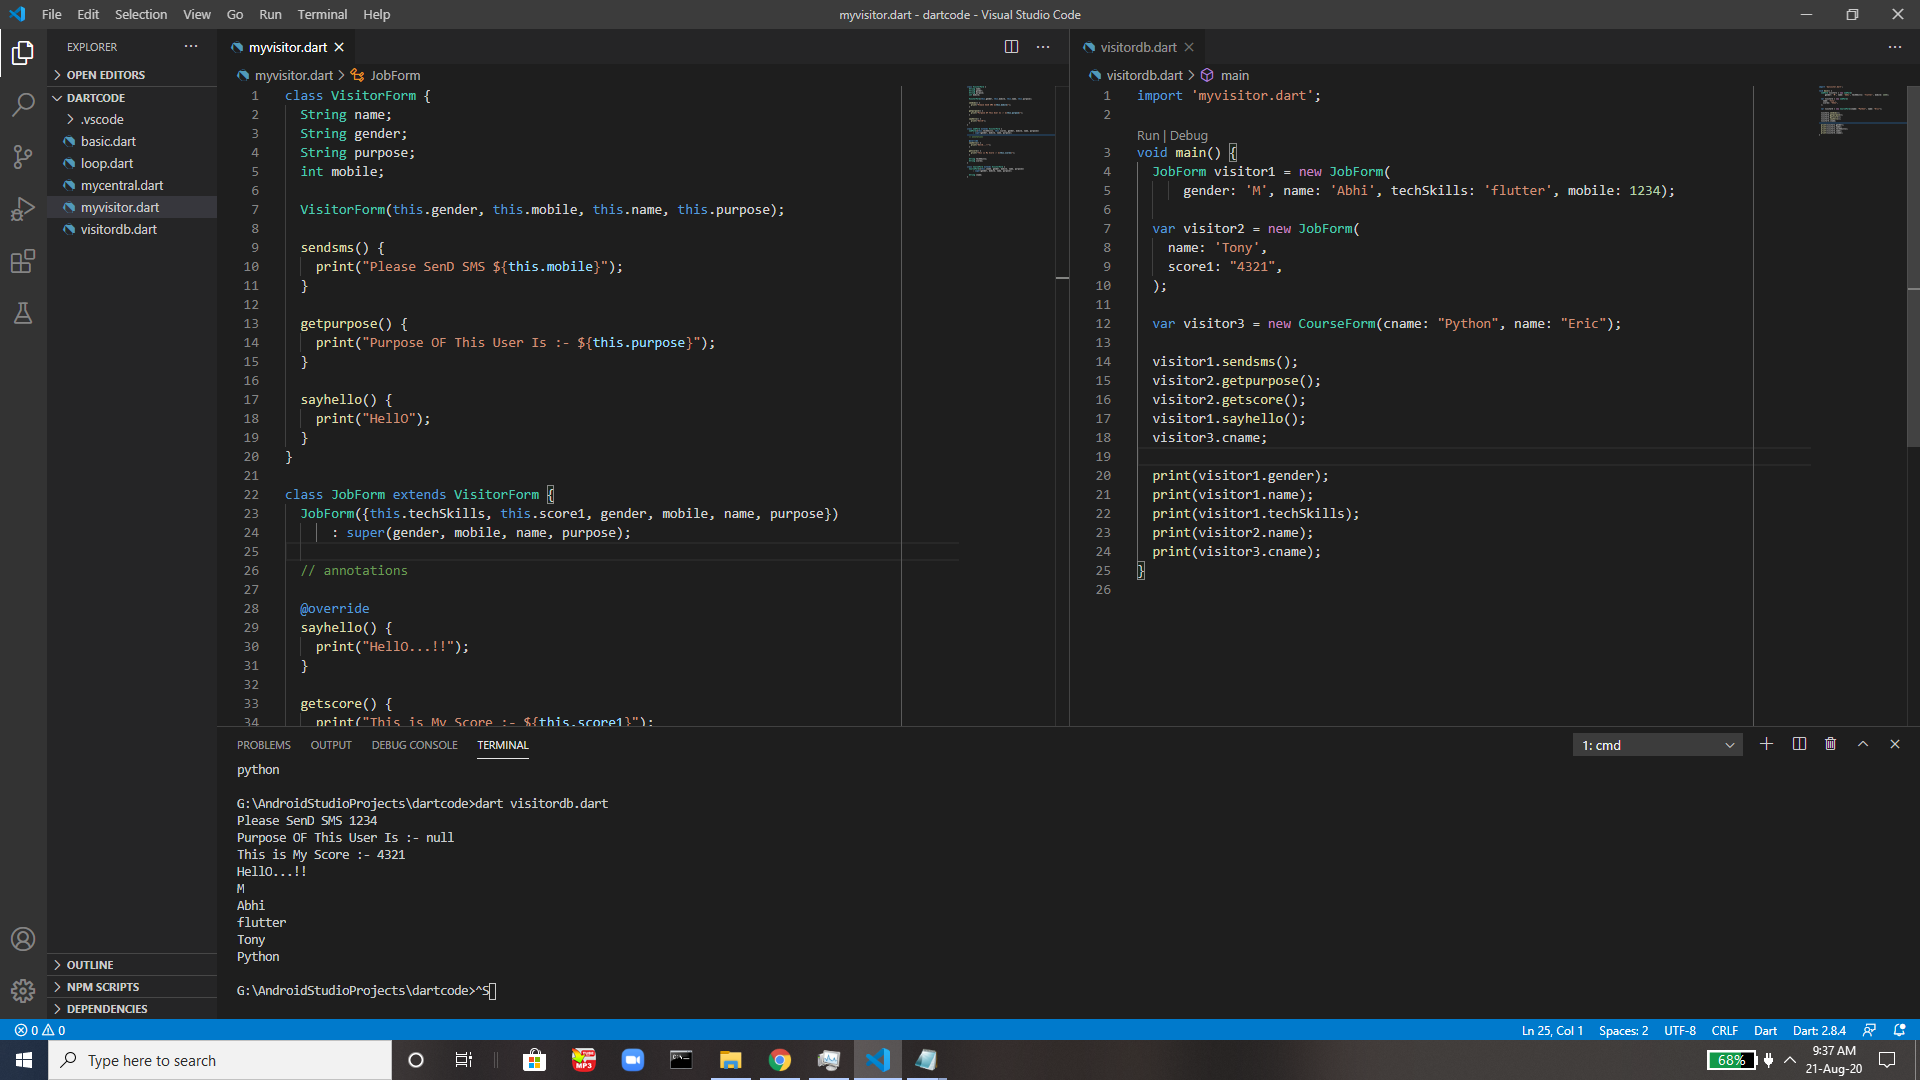 File Edit Selection View Go Run Terminal Help
myvisitor.dart - dartcode - Visual Studio Code
EXPLORER
OPEN EDITORS
DARTCODE
.vscode
basic.dart
loop.dart
mycentral.dart
myvisitor.dart
visitordb.dart
OUTLINE
NPM SCRIPTS
DEPENDENCIES
myvisitor.dart
myvisitor.dart > JobForm
1 class VisitorForm {
2 String name;
3 String gender;
4 String purpose;
5 int mobile;
6
7 VisitorForm(this.gender, this.mobile, this.name, this.purpose);
8
9 sendsms() {
10 print("Please SenD SMS ${this.mobile}");
11 }
12
13 getpurpose() {
14 print("Purpose OF This User Is :- ${this.purpose}");
15 }
16
17 sayhello() {
18 print("HellO");
19 }
20 }
21
22 class JobForm extends VisitorForm {
23 JobForm({this.techSkills, this.score1, gender, mobile, name, purpose})
24 : super(gender, mobile, name, purpose);
25
26 // annotations
27
28 @override
29 sayhello() {
30 print("HellO...!!");
31 }
32
33 getscore() {
34 print("This is My Score :- ${this.score1}");
visitordb.dart
visitordb.dart > main
1 import 'myvisitor.dart';
2
Run | Debug
3 void main() {
4 JobForm visitor1 = new JobForm(
5 gender: 'M', name: 'Abhi', techSkills: 'flutter', mobile: 1234);
6
7 var visitor2 = new JobForm(
8 name: 'Tony',
9 score1: "4321",
10 );
11
12 var visitor3 = new CourseForm(cname: "Python", name: "Eric");
13
14 visitor1.sendsms();
15 visitor2.getpurpose();
16 visitor2.getscore();
17 visitor1.sayhello();
18 visitor3.cname;
19
20 print(visitor1.gender);
21 print(visitor1.name);
22 print(visitor1.techSkills);
23 print(visitor2.name);
24 print(visitor3.cname);
25 }
26
PROBLEMS OUTPUT DEBUG CONSOLE TERMINAL
1: cmd
python
G:\AndroidStudioProjects\dartcode>dart visitordb.dart
Please SenD SMS 1234
Purpose OF This User Is :- null
This is My Score :- 4321
HellO...!!
M
Abhi
flutter
Tony
Python
G:\AndroidStudioProjects\dartcode>^S
0 0
Ln 25, Col 1 Spaces: 2 UTF-8 CRLF Dart Dart: 2.8.4
Type here to search
MP3
68%
9:37 AM
21-Aug-20